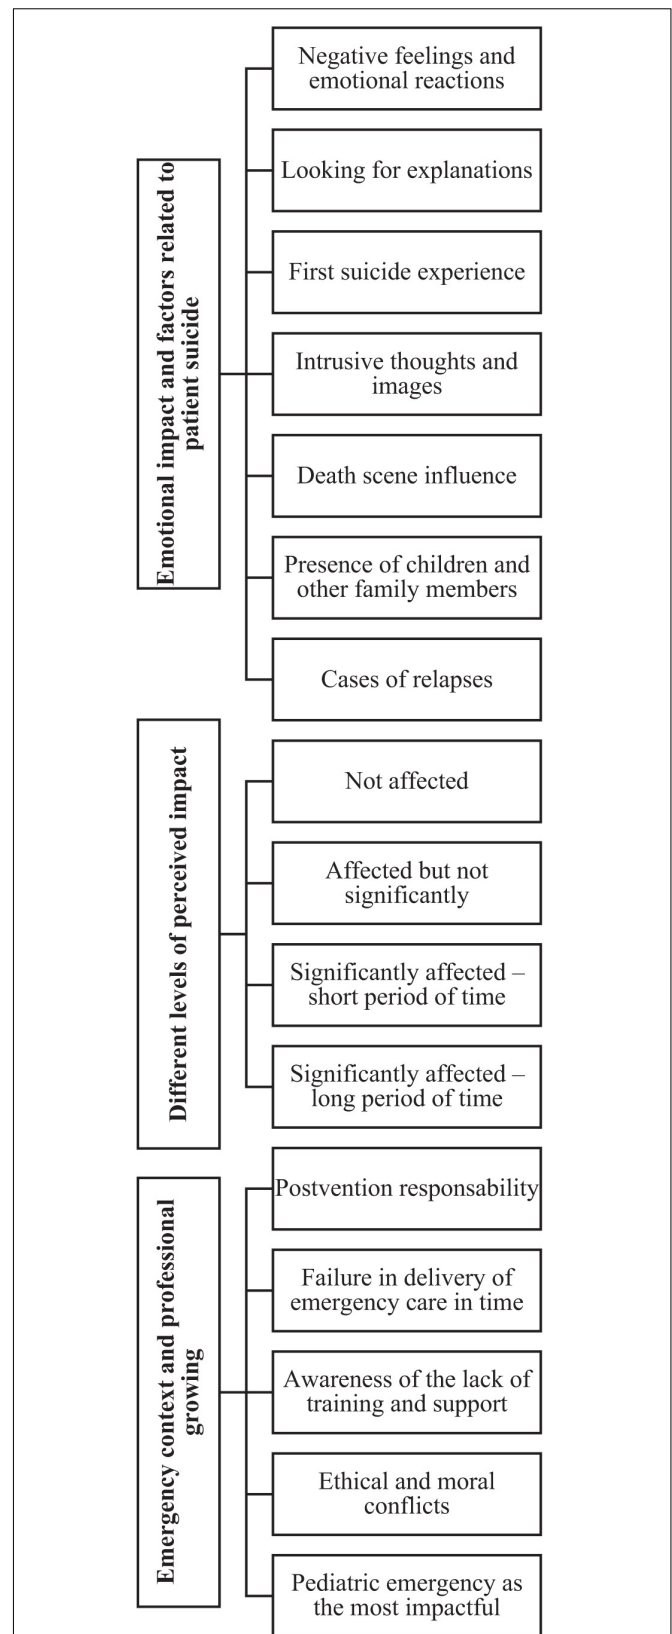 Emotional impact and factors related to
patient suicide
Negative feelings and
emotional reactions
Looking for explanations
First suicide experience
Intrusive thoughts and
images
Death scene influence
Presence of children and
other family members
Cases of relapses
Different levels of perceived impact
Not affected
Affected but not
significantly
Significantly affected –
short period of time
Significantly affected –
long period of time
Emergency context and professional
growing
Postvention responsability
Failure in delivery of
emergency care in time
Awareness of the lack of
training and support
Ethical and moral
conflicts
Pediatric emergency as
the most impactful